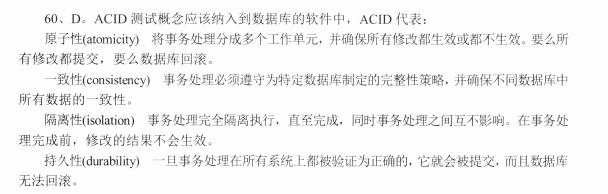 60、D。ACID 测试概念应该纳入到数据库的软件中，ACID 代表：
原子性(atomicity) 将事务处理分成多个工作单元，并确保所有修改都生效或都不生效。要么所
有修改都提交，要么数据库回滚。
一致性(consistency) 事务处理必须遵守为特定数据库制定的完整性策略，并确保不同数据库中
所有数据的一致性。
隔离性(isolation) 事务处理完全隔离执行，直至完成，同时事务处理之间互不影响。在事务处
理完成前，修改的结果不会生效。
持久性(durability) 一旦事务处理在所有系统上都被验证为正确的，它就会被提交，而且数据库
无法回滚。